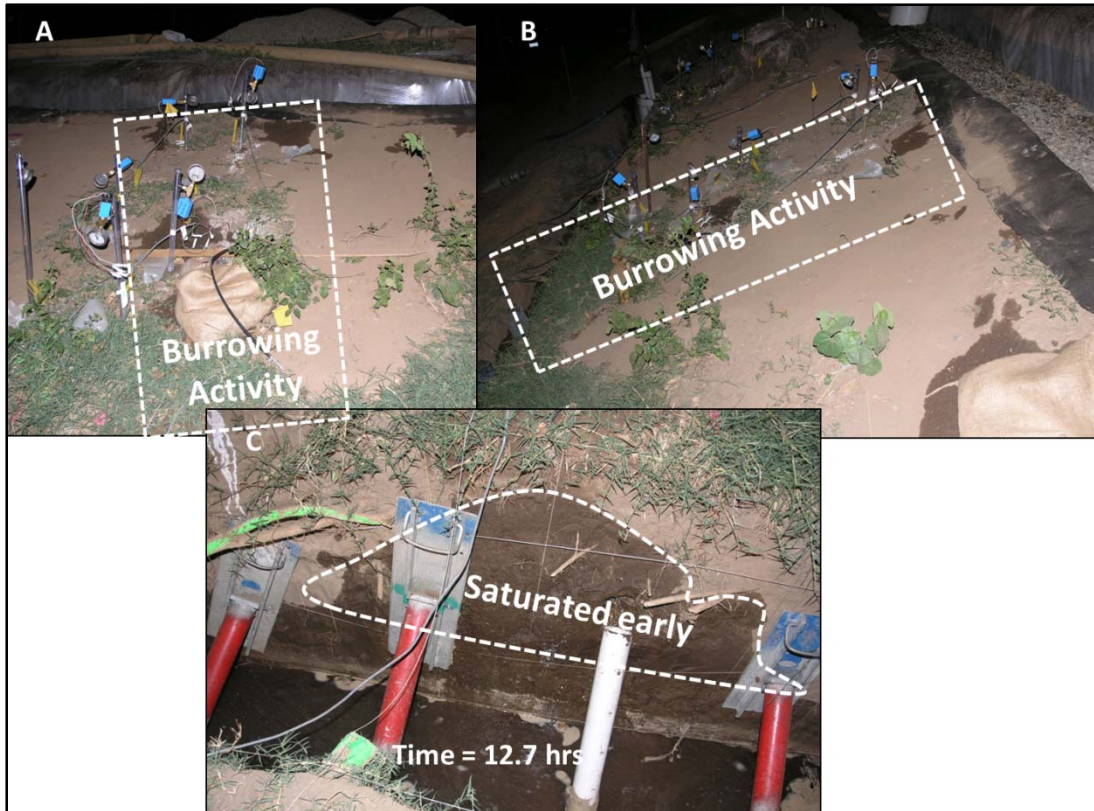 A
B
Burrowing
Activity
Burrowing Activity
C
Saturated early
Time = 12.7 hrs